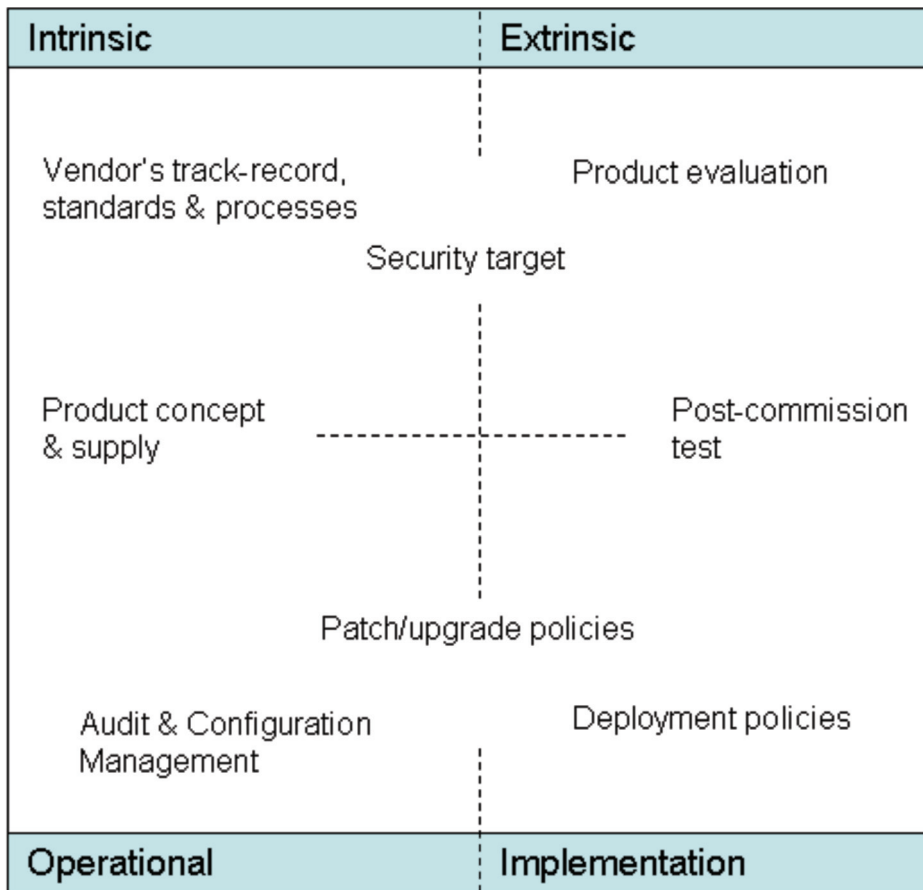 Intrinsic
Extrinsic
Vendor's track-record,
standards & processes
Product evaluation
Security target
Product concept
& supply
Post-commission
test
Patch/upgrade policies
Audit & Configuration
Management
Deployment policies
Operational
Implementation